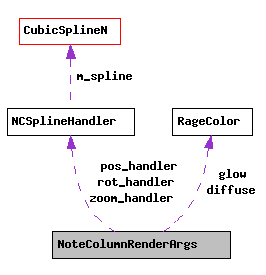 CubicSplineN
m_spline
NCSplineHandler
RageColor
pos_handler
rot_handler
zoom_handler
glow
diffuse
NoteColumnRenderArgs